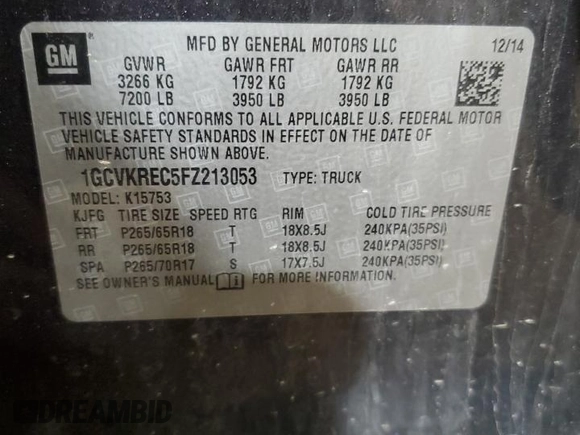 GM
MFD BY GENERAL MOTORS LLC 12/14
GVWR GAWR FRT GAWR RR
3266 KG 1792 KG 1792 KG
7200 LB 3950 LB 3950 LB
THIS VEHICLE CONFORMS TO ALL APPLICABLE U.S. FEDERAL MOTOR
VEHICLE SAFETY STANDARDS IN EFFECT ON THE DATE OF
MANUFACTURE SHOWN ABOVE.
1GCVKREC5FZ213053 TYPE: TRUCK
MODEL: K15753
KJFG TIRE SIZE SPEED RTG RIM COLD TIRE PRESSURE
FRT P265/65R18 T 18X8.5J 240KPA(35PSI)
RR P265/65R18 T 18X8.5J 240KPA(35PSI)
SPA P265/70R17 S 17X7.5J 240KPA(35PSI)
SEE OWNER'S MANUAL FOR MORE INFORMATION.
DREAMBID